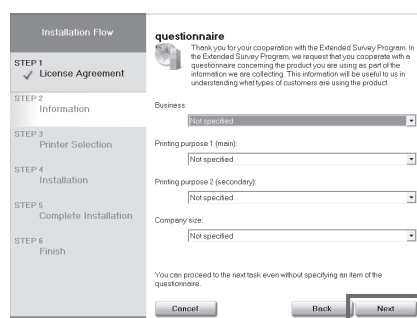 Installation Flow
STEP 1
License Agreement
STEP 2
Information
STEP 3
Printer Selection
STEP 4
Installation
STEP 5
Complete Installation
STEP 6
Finish
questionnaire
Thank you for your cooperation with the Extended Survey Program. In
the Extended Survey Program, we request that you cooperate with a
questionnaire concerning the product you are using as part of the
information we are collecting. This information will be useful to us in
understanding what types of customers are using the product
Business:
Not specified
Printing purpose 1 (main):
Not specified
Printing purpose 2 (secondary):
Not specified
Company size:
Not specified
You can proceed to the next task even without specifying an item of the
questionnaire.
Cancel
Back
Next